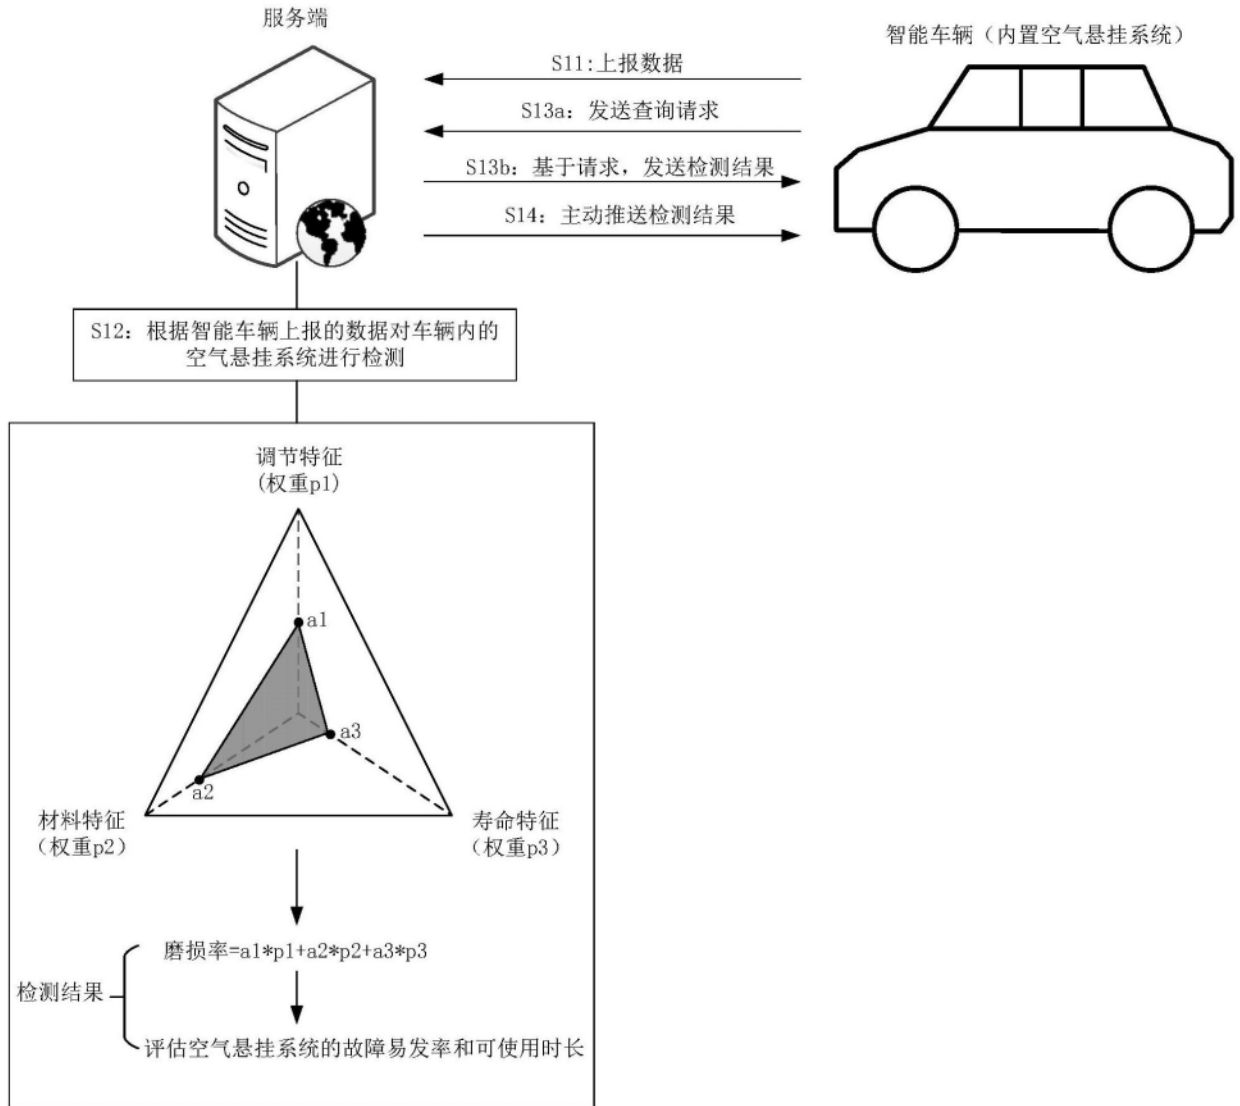 服务端
智能车辆（内置空气悬挂系统）
S11:上报数据
S13a：发送查询请求
S13b：基于请求，发送检测结果
S14：主动推送检测结果
S12：根据智能车辆上报的数据对车辆内的
空气悬挂系统进行检测
调节特征
(权重p1)
a1
a3
a2
材料特征
（权重p2）
寿命特征
（权重p3）
磨损率=a1*p1+a2*p2+a3*p3
检测结果
评估空气悬挂系统的故障易发率和可使用时长